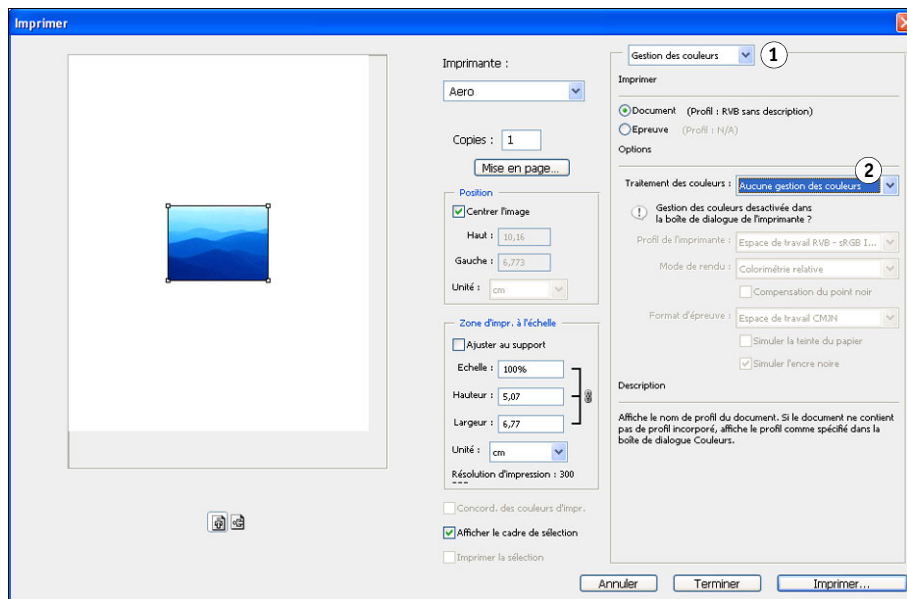 Imprimer
Imprimante :
Aero
Copies : 1
Mise en page...
Position
Centrer l'image
Haut : 10,16
Gauche : 6,773
Unité : cm
Zone d'impr. à l'échelle
Ajuster au support
Echelle : 100%
Hauteur : 5,07
Largeur : 6,77
Unité : cm
Résolution d'impression : 300
Concord. des couleurs d'impr.
Afficher le cadre de sélection
Imprimer la sélection
Gestion des couleurs 1
Imprimer
Document (Profil : RVB sans description)
Epreuve (Profil : N/A)
Options
2
Traitement des couleurs : Aucune gestion des couleurs
Gestion des couleurs desactivée dans
la boîte de dialogue de l'imprimante ?
Profil de l'imprimante : Espace de travail RVB - sRGB I...
Mode de rendu : Colorimétrie relative
Compensation du point noir
Format d'épreuve : Espace de travail CMJN
Simuler la teinte du papier
Simuler l'encre noire
Description
Affiche le nom de profil du document. Si le document ne contient
pas de profil incorporé, affiche le profil comme spécifié dans la
boîte de dialogue Couleurs.
Annuler
Terminer
Imprimer...